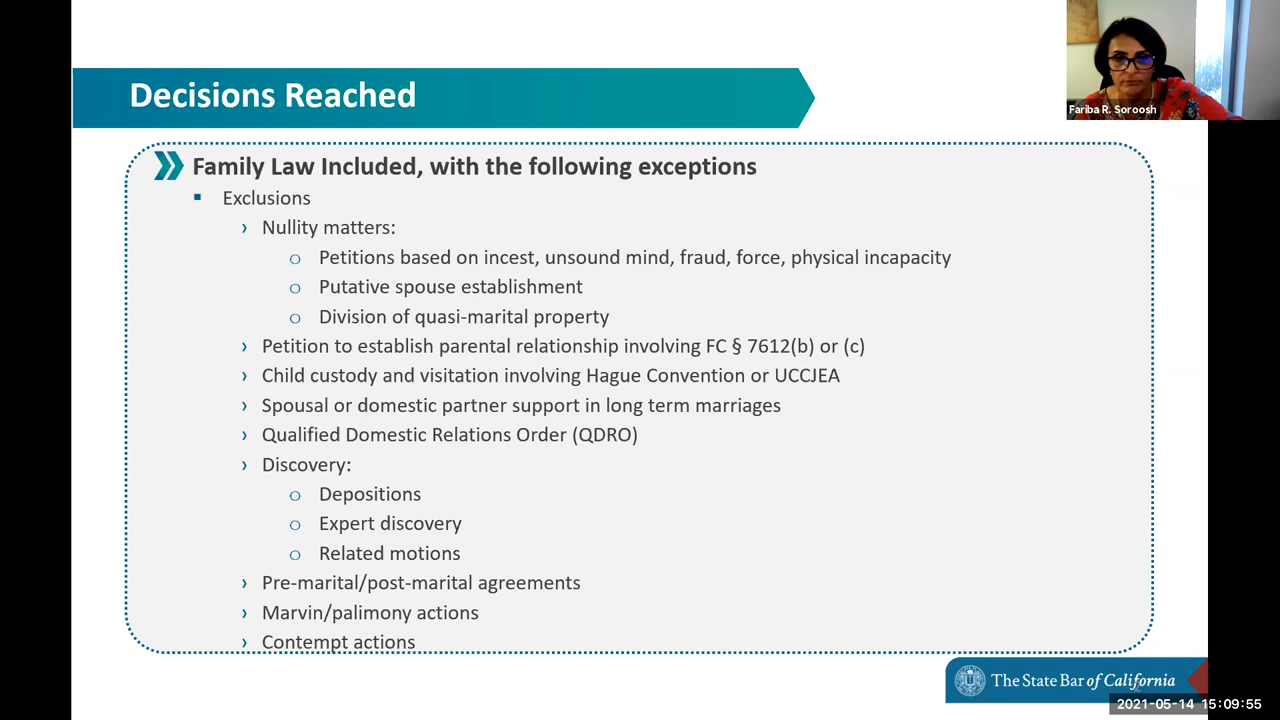 Decisions Reached
Fariba R. Soroosh
Family Law Included, with the following exceptions
Exclusions
Nullity matters:
Petitions based on incest, unsound mind, fraud, force, physical incapacity
Putative spouse establishment
Division of quasi-marital property
Petition to establish parental relationship involving FC § 7612(b) or (c)
Child custody and visitation involving Hague Convention or UCCJEA
Spousal or domestic partner support in long term marriages
Qualified Domestic Relations Order (QDRO)
Discovery:
Depositions
Expert discovery
Related motions
Pre-marital/post-marital agreements
Marvin/palimony actions
Contempt actions
The State Bar of California
2021-05-14 15:09:55